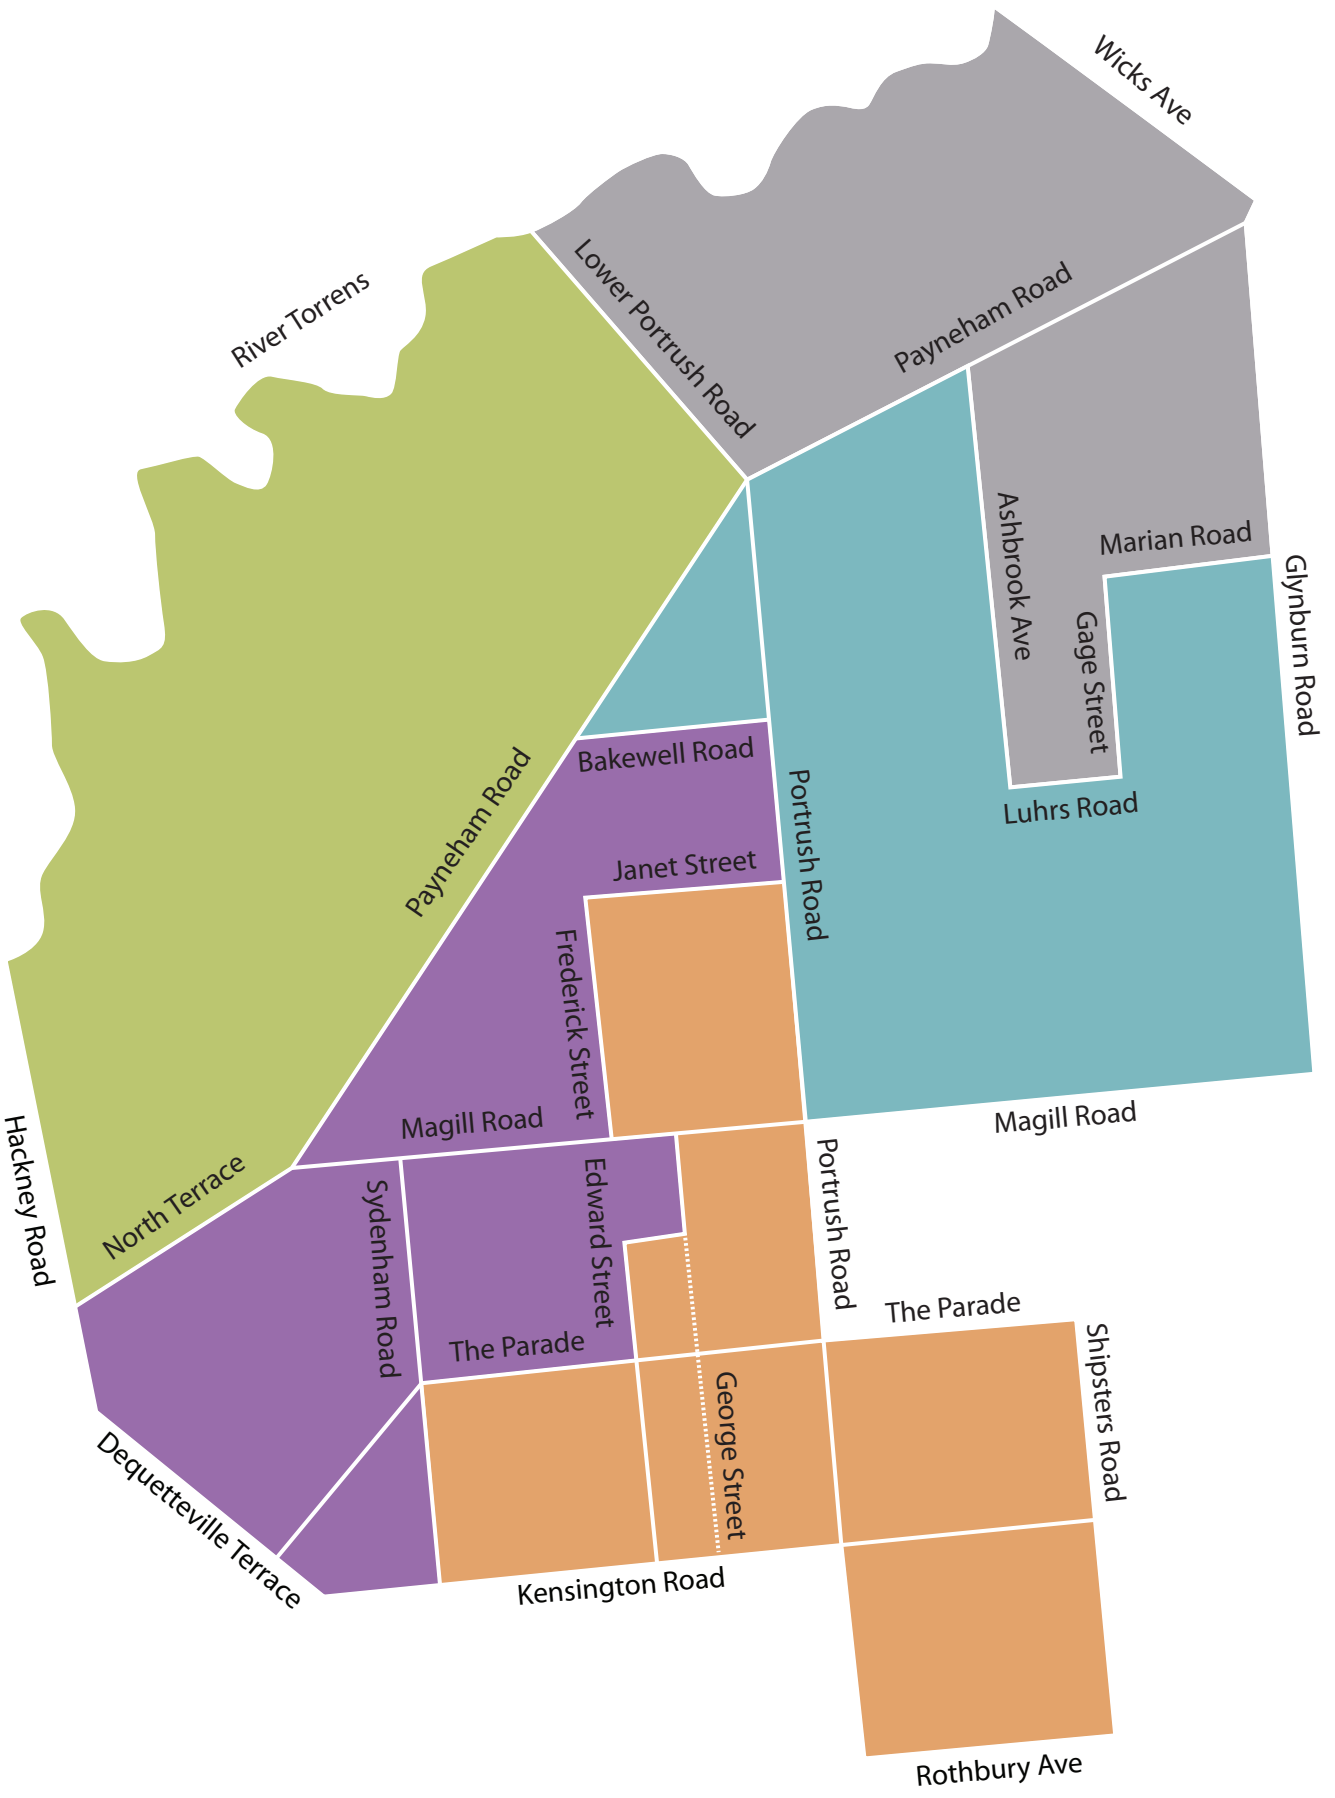 Wicks Ave
River Torrens
Lower Portrush Road
Payneham Road
Ashbrook Ave
Marian Road
Gage Street
Glynburn Road
Luhrs Road
Bakewell Road
Payneham Road
Portrush Road
Janet Street
Frederick Street
Magill Road
Magill Road
Hackney Road
North Terrace
Sydenham Road
Edward Street
Portrush Road
The Parade
The Parade
Shipsters Road
George Street
Dequetteville Terrace
Kensington Road
Rothbury Ave